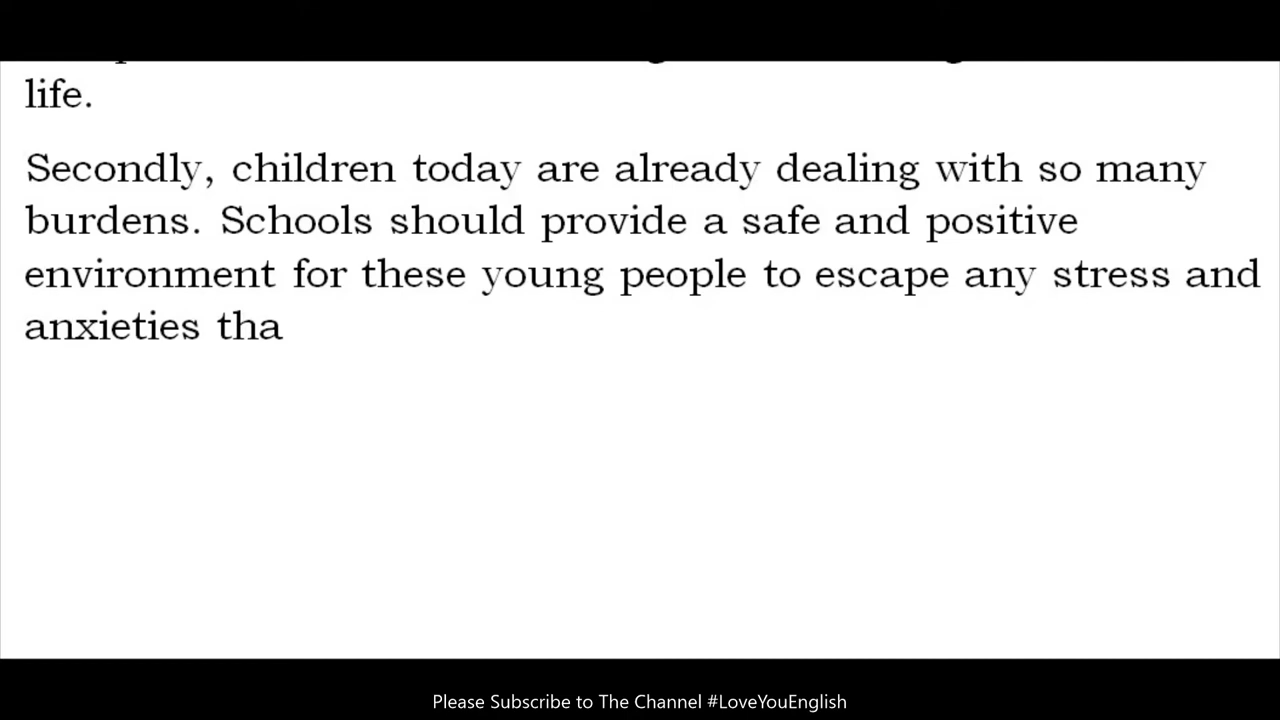 life.
Secondly, children today are already dealing with so many
burdens. Schools should provide a safe and positive
environment for these young people to escape any stress and
anxieties tha
Please Subscribe to The Channel #LoveYouEnglish